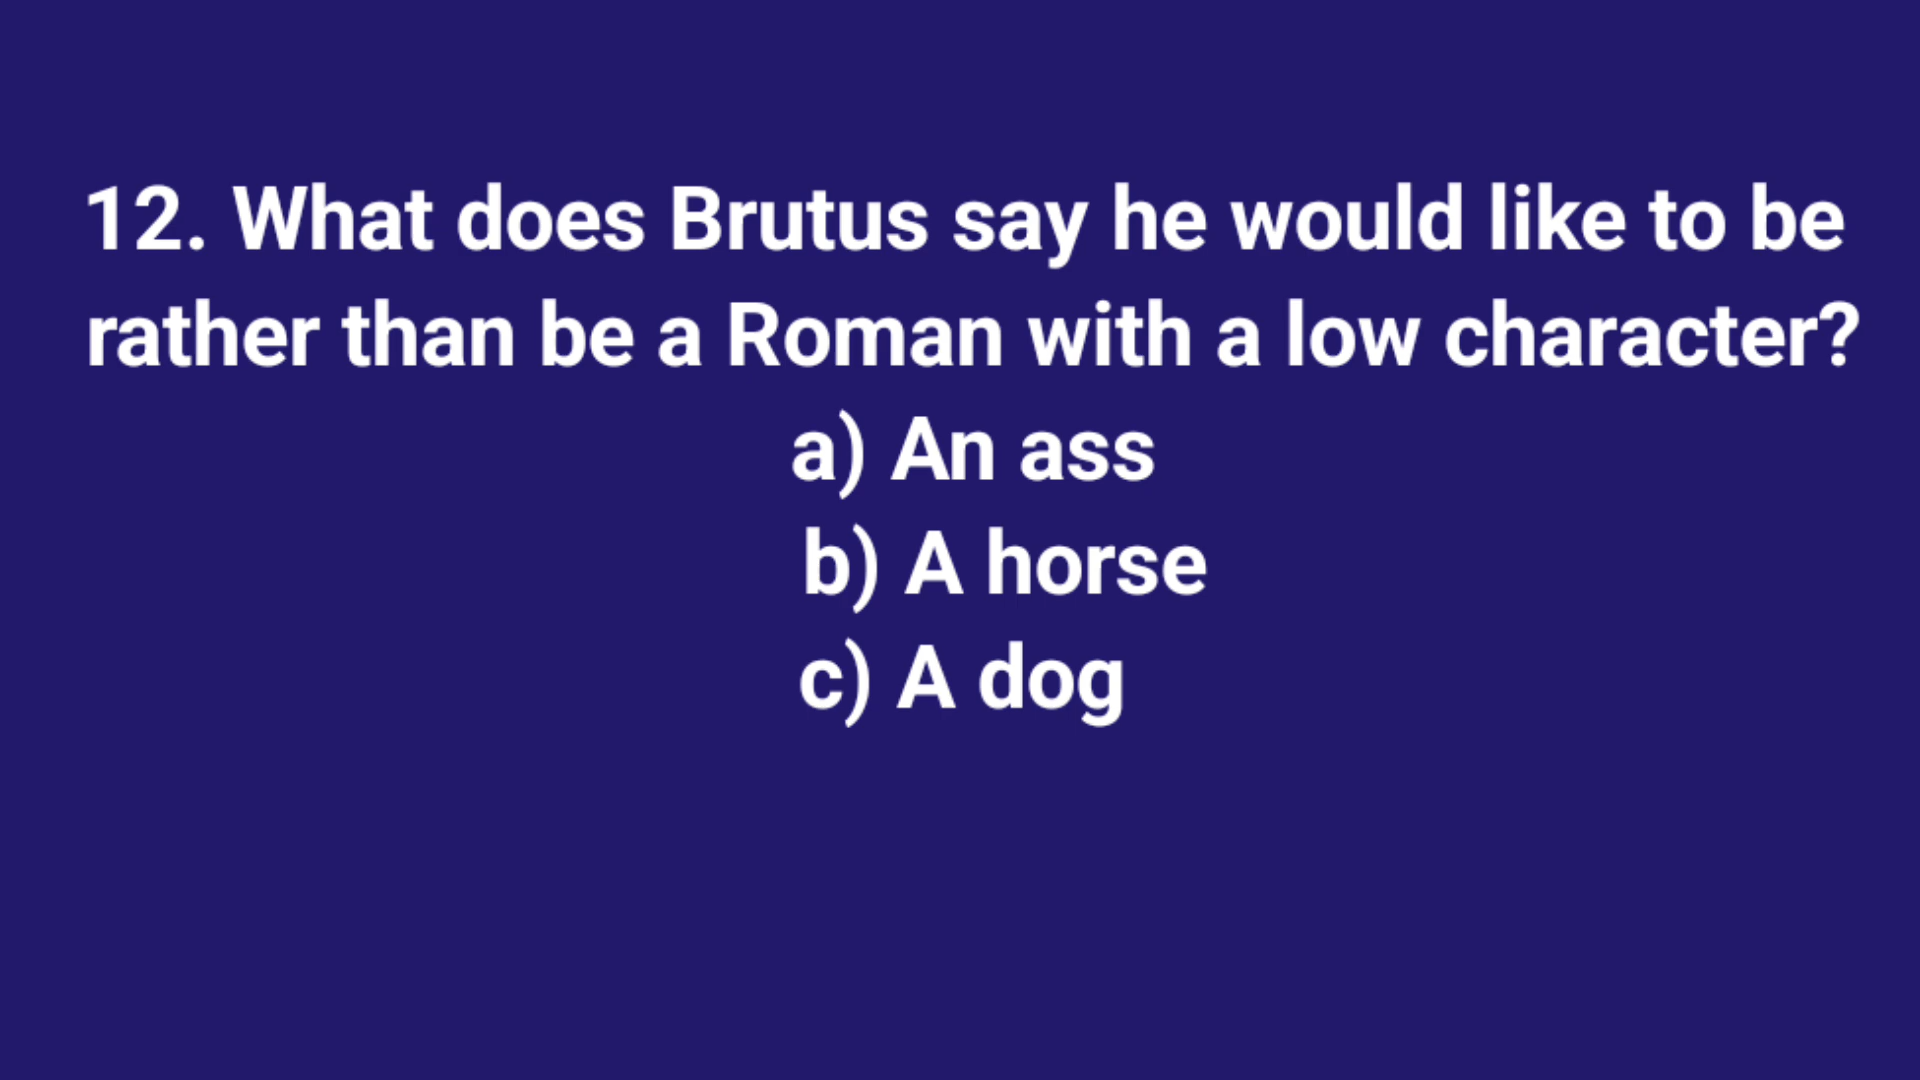 12. What does Brutus say he would like to be
rather than be a Roman with a low character?
a) An ass
b) A horse
c) A dog